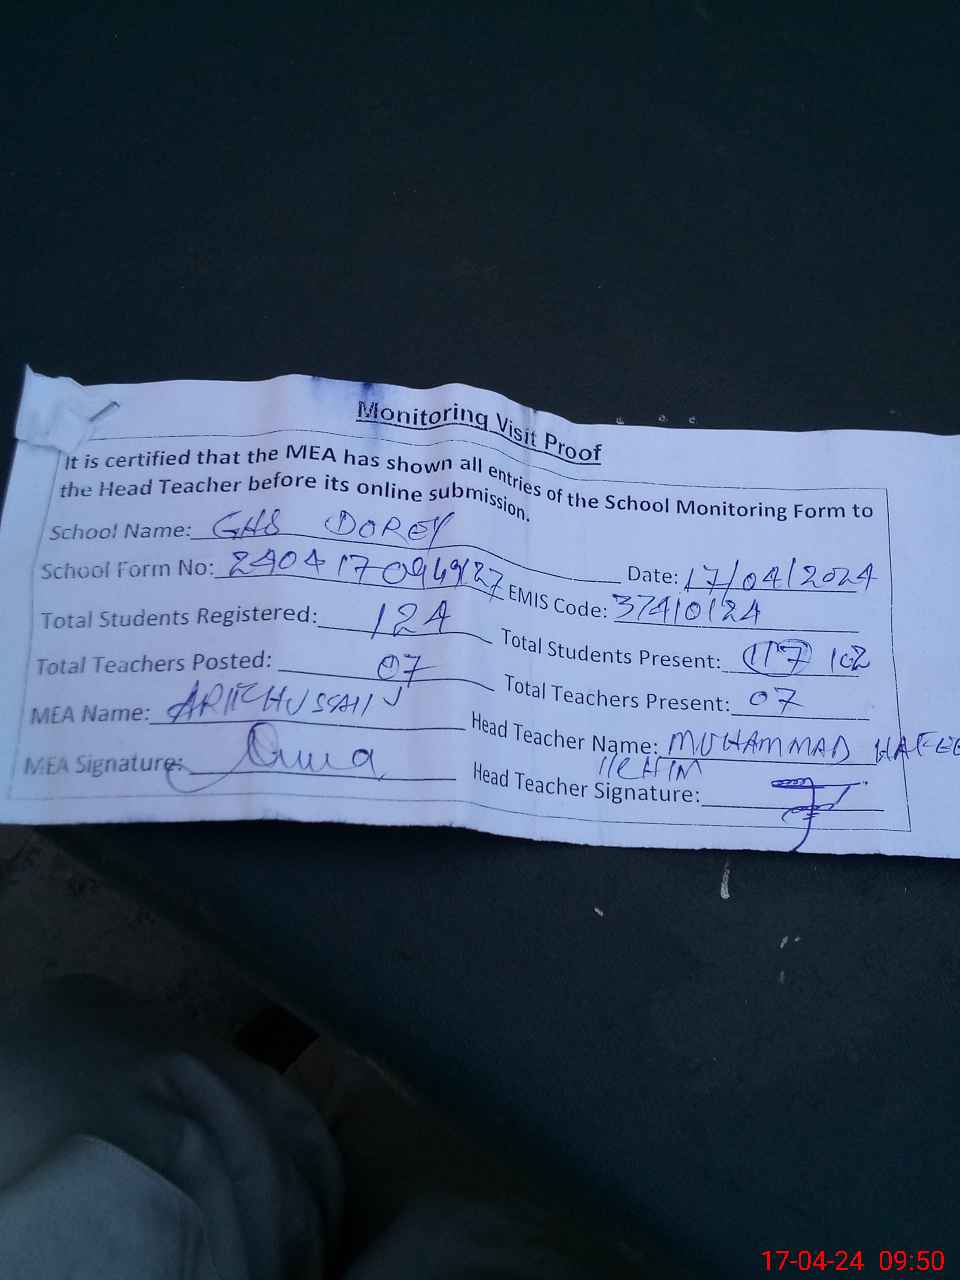 Monitoring Visit Proof
It is certified that the MEA has shown all entries of the School Monitoring Form to
the Head Teacher before its online submission.
School Name: GHS DOREY
Date: 17/04/2024
School Form No: 240417094927
EMIS Code: 37410124
Total Students Registered: 124
Total Students Present: 117 102
Total Teachers Posted: 07
Total Teachers Present: 07
MEA Name: ARIF HUSSAIN
Head Teacher Name: MUHAMMAD HAFEE
MEA Signature:
Head Teacher Signature:
17-04-24 09:50